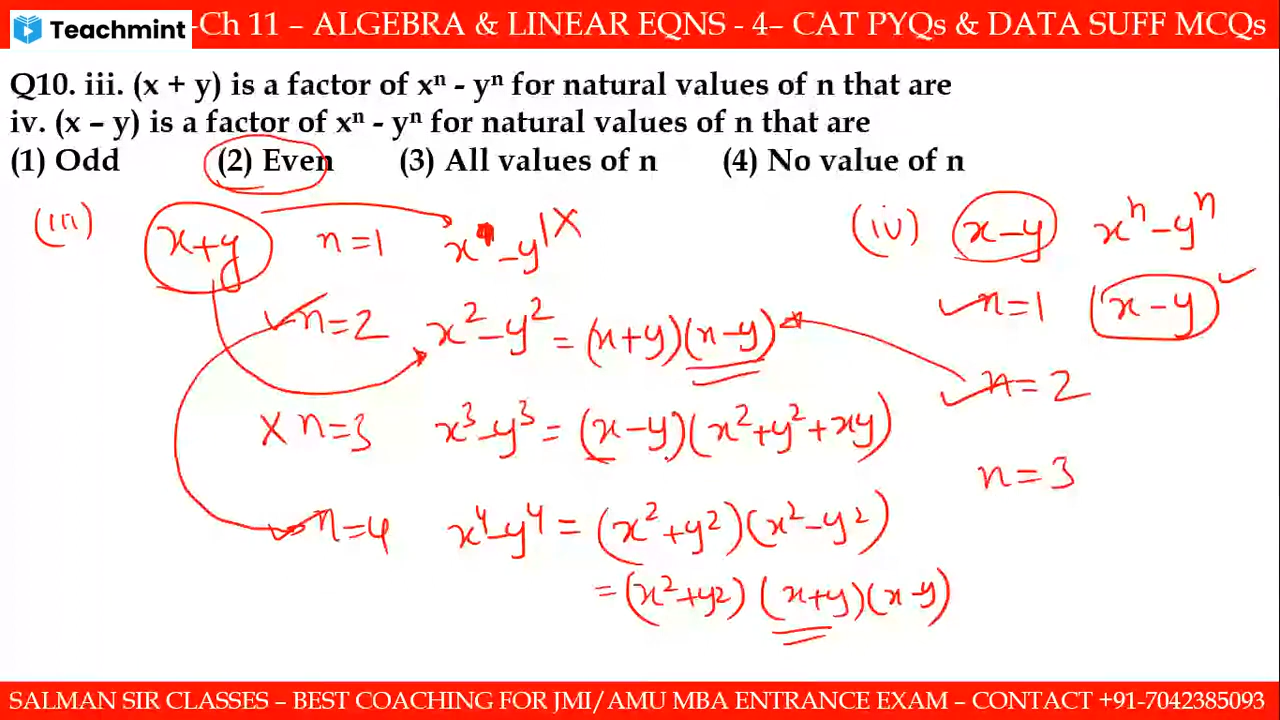 Teachmint
-Ch 11 – ALGEBRA & LINEAR EQNS - 4– CAT PYQs & DATA SUFF MCQs
Q10. iii. (x + y) is a factor of xⁿ - yⁿ for natural values of n that are
iv. (x – y) is a factor of xⁿ - yⁿ for natural values of n that are
(1) Odd (2) Even (3) All values of n (4) No value of n
(iii) x+y n=1 x - y¹ X
✓ n=2 x² - y² = (x+y)(x-y)
X n=3 x³-y³ = (x-y)(x²+y²+xy)
✓ n=4 x⁴-y⁴ = (x²+y²)(x²-y²)
= (x²+y²) (x+y)(x-y)
(iv) x-y xⁿ-yⁿ
✓ n=1 (x-y) ✓
✓ n=2
n=3
SALMAN SIR CLASSES – BEST COACHING FOR JMI/AMU MBA ENTRANCE EXAM – CONTACT +91-7042385093